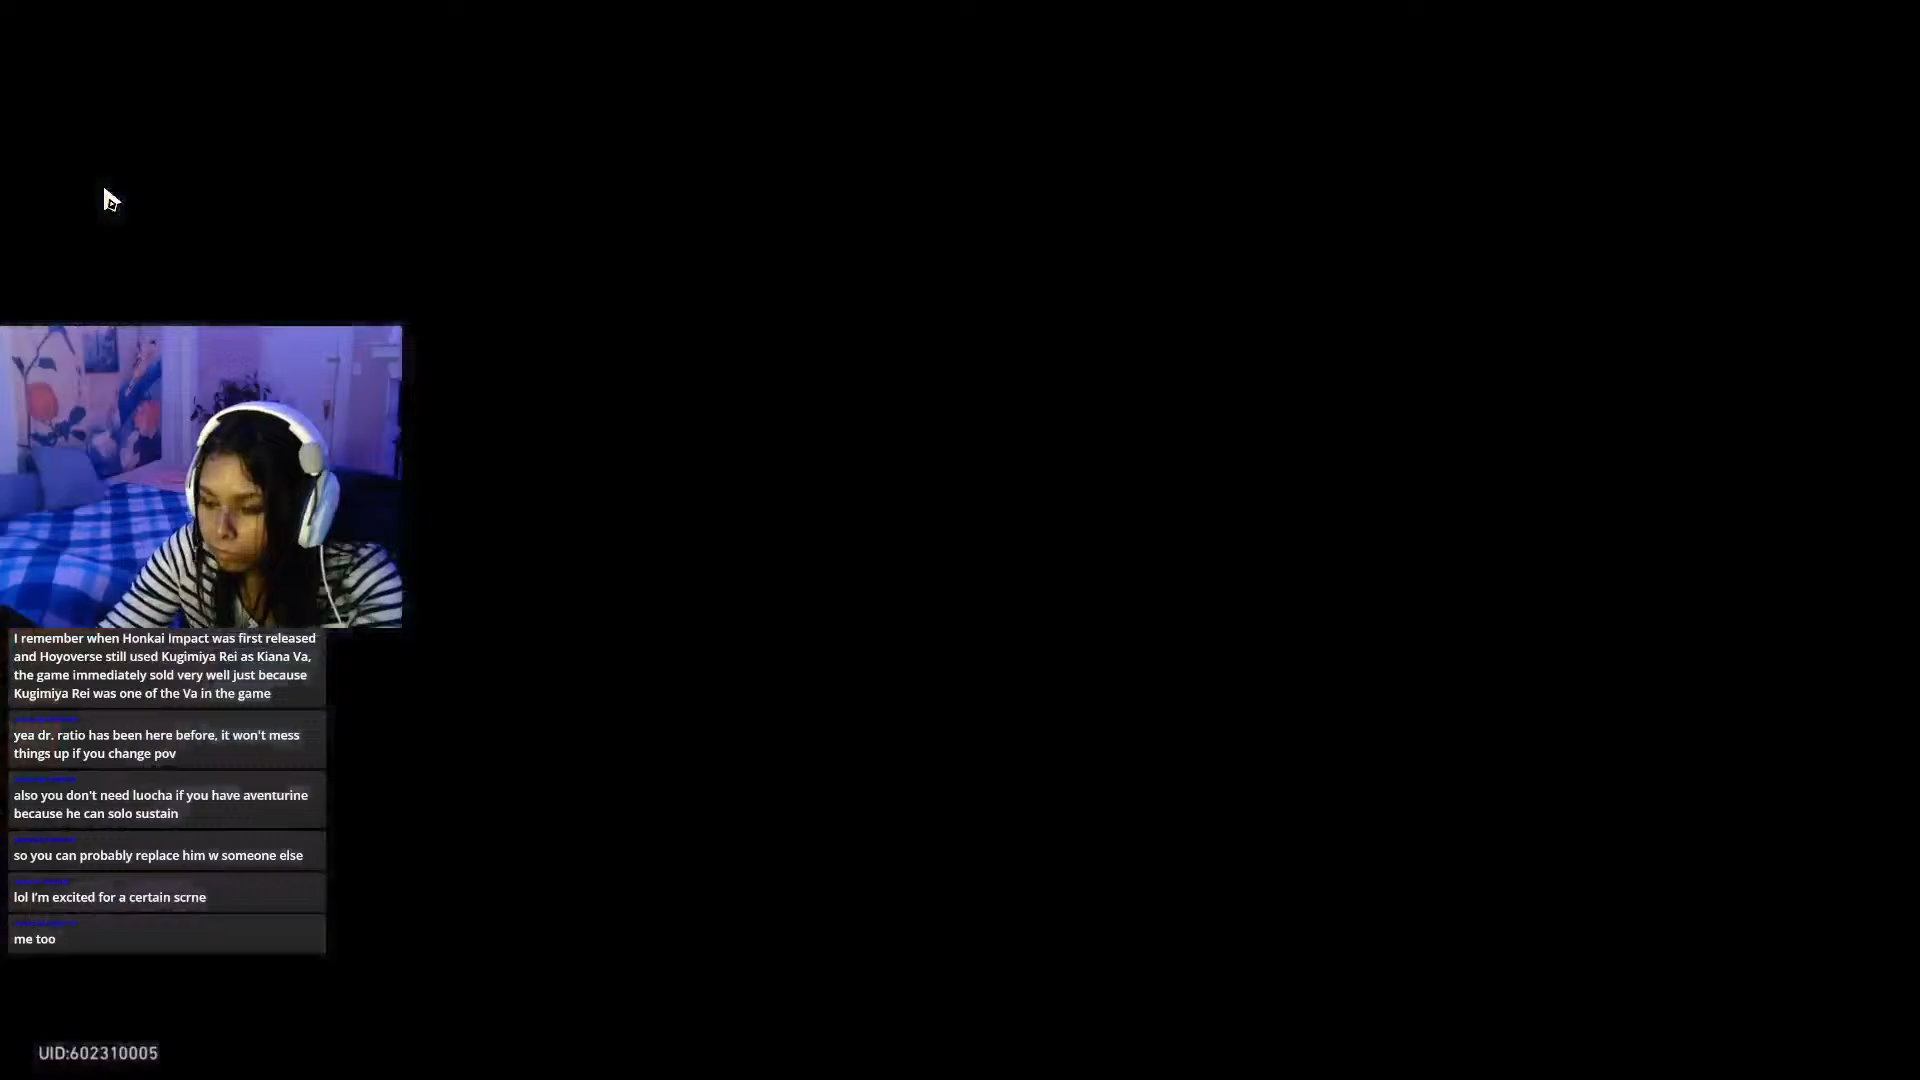 I remember when Honkai Impact was first released
and Hoyoverse still used Kugimiya Rei as Kiana Va,
the game immediately sold very well just because
Kugimiya Rei was one of the Va in the game
yea dr. ratio has been here before, it won't mess
things up if you change pov
also you don't need luocha if you have aventurine
because he can solo sustain
so you can probably replace him w someone else
lol I’m excited for a certain scrne
me too
UID:602310005